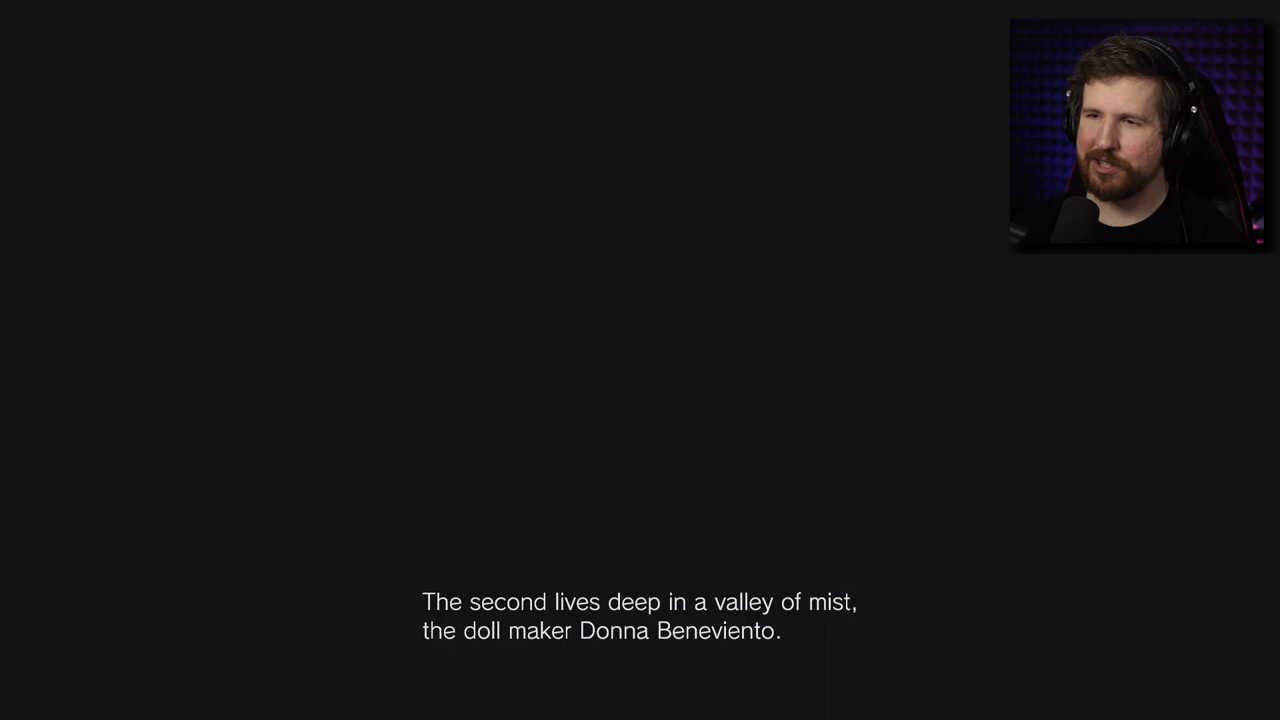 The second lives deep in a valley of mist,
the doll maker Donna Beneviento.